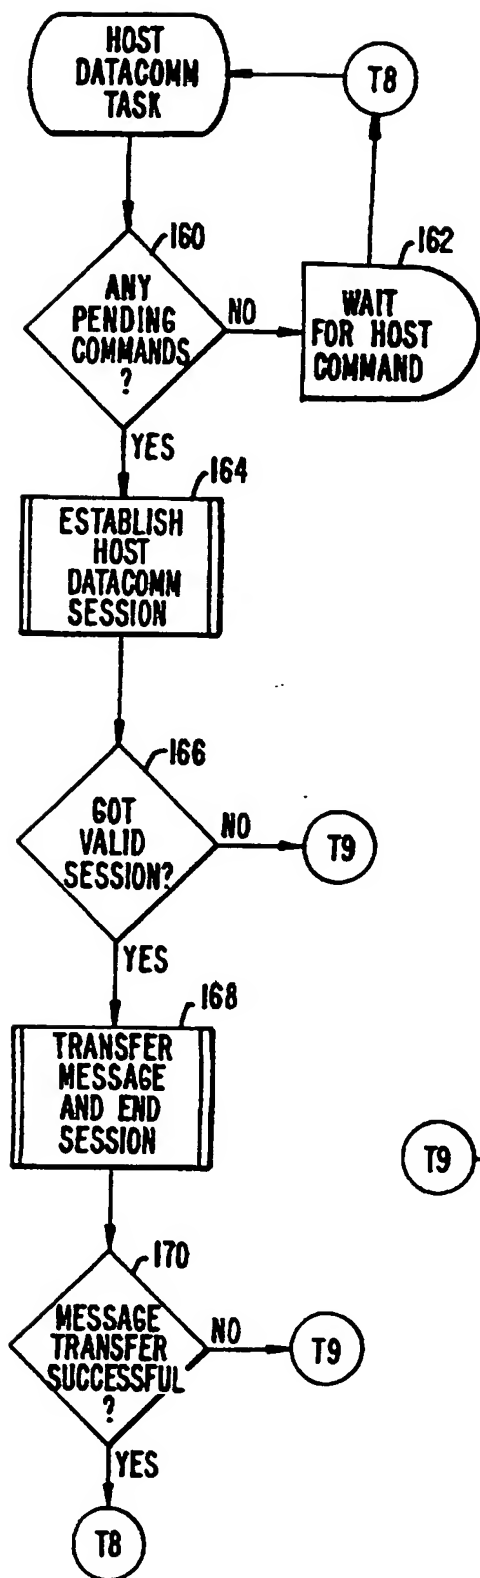 HOST
DATACOMM
TASK
T8
160
162
ANY
PENDING
COMMANDS
?
NO
WAIT
FOR HOST
COMMAND
YES
164
ESTABLISH
HOST
DATACOMM
SESSION
166
GOT
VALID
SESSION?
NO
T9
YES
168
TRANSFER
MESSAGE
AND END
SESSION
T9
170
MESSAGE
TRANSFER
SUCCESSFUL
?
NO
T9
YES
T8